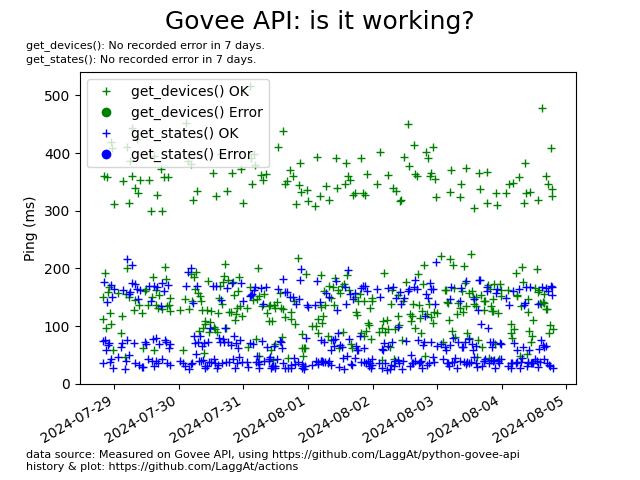 Govee API: is it working?
get_devices(): No recorded error in 7 days.
get_states(): No recorded error in 7 days.
get_devices() OK
get_devices() Error
get_states() OK
get_states() Error
500
400
300
200
100
0
Ping (ms)
2024-07-29
2024-07-30
2024-07-31
2024-08-01
2024-08-02
2024-08-03
2024-08-04
2024-08-05
data source: Measured on Govee API, using https://github.com/LaggAt/python-govee-api
history & plot: https://github.com/LaggAt/actions